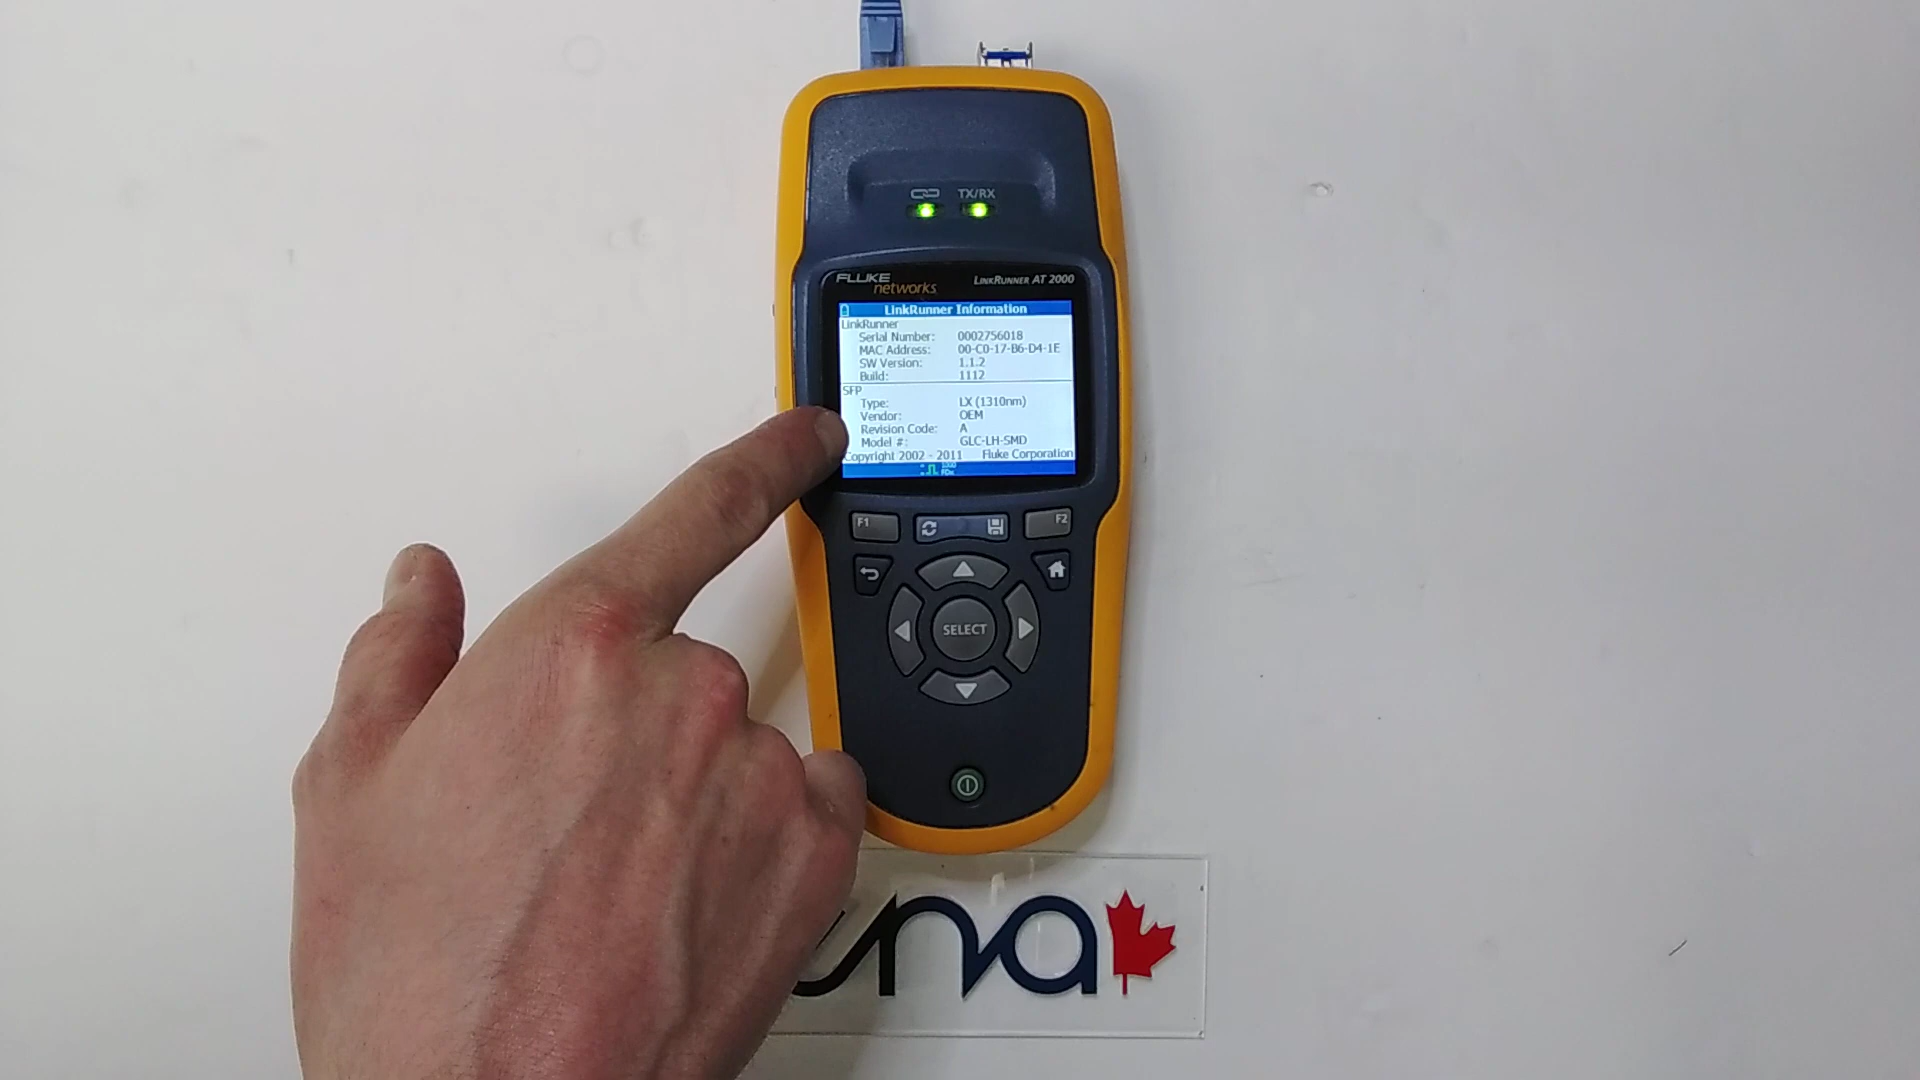 TX/RX
FLUKE
networks
LINKRUNNER AT 2000
LinkRunner Information
LinkRunner
Serial Number: 0002756018
MAC Address: 00-C0-17-B6-D4-1E
SW Version: 1.1.2
Build: 1112
SFP
Type: LX (1310nm)
Vendor: OEM
Revision Code: A
Model #: GLC-LH-SMD
Copyright 2002 - 2011 Fluke Corporation
1000
FDx
F1
F2
SELECT